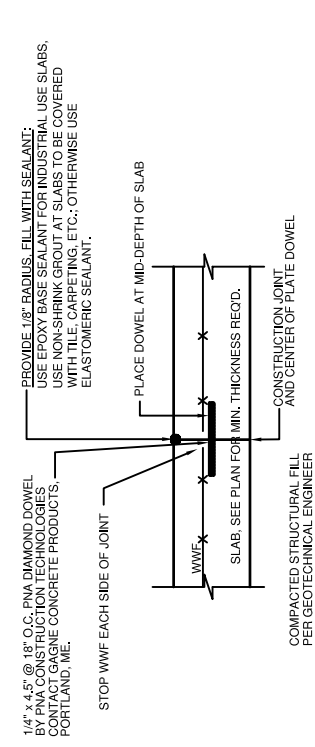 1/4" x 4.5" @ 18" O.C. PNA DIAMOND DOWEL
BY PNA CONSTRUCTION TECHNOLOGIES
CONTACT GAGNE CONCRETE PRODUCTS,
PORTLAND, ME.
STOP WWF EACH SIDE OF JOINT
PROVIDE 1/8" RADIUS, FILL WITH SEALANT:
USE EPOXY BASE SEALANT FOR INDUSTRIAL USE SLABS,
USE NON-SHRINK GROUT AT SLABS TO BE COVERED
WITH TILE, CARPETING, ETC.; OTHERWISE USE
ELASTOMERIC SEALANT.
PLACE DOWEL AT MID-DEPTH OF SLAB
WWF
SLAB, SEE PLAN FOR MIN. THICKNESS REQ'D.
CONSTRUCTION JOINT
AND CENTER OF PLATE DOWEL
COMPACTED STRUCTURAL FILL
PER GEOTECHNICAL ENGINEER